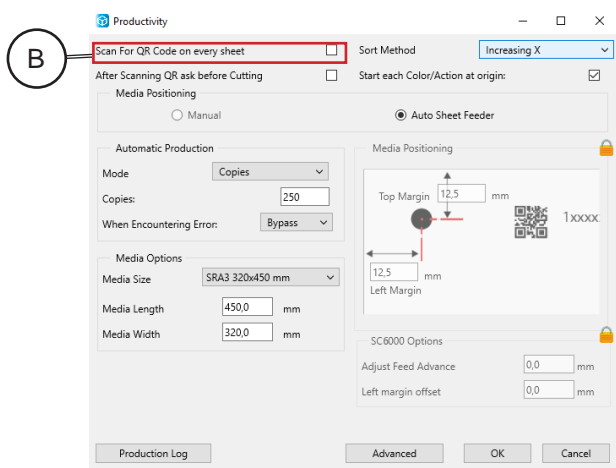 Productivity
B
Scan For QR Code on every sheet
Sort Method
Increasing X
After Scanning QR ask before Cutting
Start each Color/Action at origin:
Media Positioning
Manual
Auto Sheet Feeder
Automatic Production
Mode
Copies
Copies:
250
When Encountering Error:
Bypass
Media Options
Media Size
SRA3 320x450 mm
Media Length
450,0
mm
Media Width
320,0
mm
Media Positioning
Top Margin
12,5
mm
1xxxx
12,5
mm
Left Margin
SC6000 Options
Adjust Feed Advance
0,0
mm
Left margin offset
0,0
mm
Production Log
Advanced
OK
Cancel